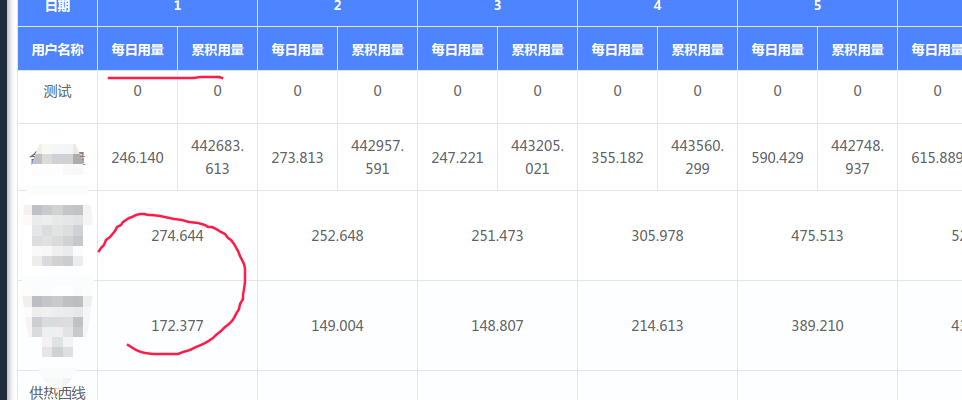 日期 1 2 3 4 5
用户名称 每日用量 累积用量 每日用量 累积用量 每日用量 累积用量 每日用量 累积用量 每日用量 累积用量 每日用量
测试 0 0 0 0 0 0 0 0 0 0 0
量 246.140 442683.613 273.813 442957.591 247.221 443205.021 355.182 443560.299 590.429 442748.937 615.889
274.644 252.648 251.473 305.978 475.513
172.377 149.004 148.807 214.613 389.210
供热西线